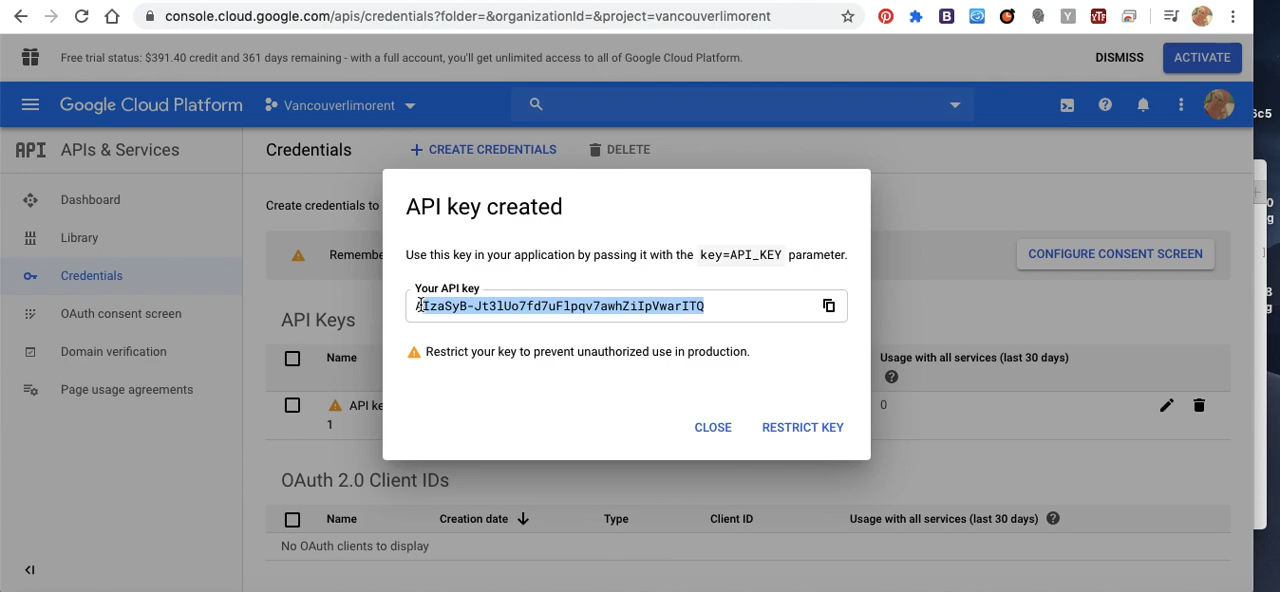 console.cloud.google.com/apis/credentials?folder=&organizationId=&project=vancouverlimorent
Free trial status: $391.40 credit and 361 days remaining - with a full account, you'll get unlimited access to all of Google Cloud Platform.
DISMISS
ACTIVATE
Google Cloud Platform
Vancouverlimorent
6c5
API APIs & Services
Credentials
+ CREATE CREDENTIALS
DELETE
Dashboard
Library
Credentials
OAuth consent screen
Domain verification
Page usage agreements
Create credentials to
Remembe
CONFIGURE CONSENT SCREEN
API key created
Use this key in your application by passing it with the key=API_KEY parameter.
Your API key
AIzaSyB-Jt3lUo7fd7uFlpqv7awhZiIpVwarITQ
Restrict your key to prevent unauthorized use in production.
CLOSE
RESTRICT KEY
API Keys
Name
Usage with all services (last 30 days)
API ke
1
0
OAuth 2.0 Client IDs
Name
Creation date
Type
Client ID
Usage with all services (last 30 days)
No OAuth clients to display